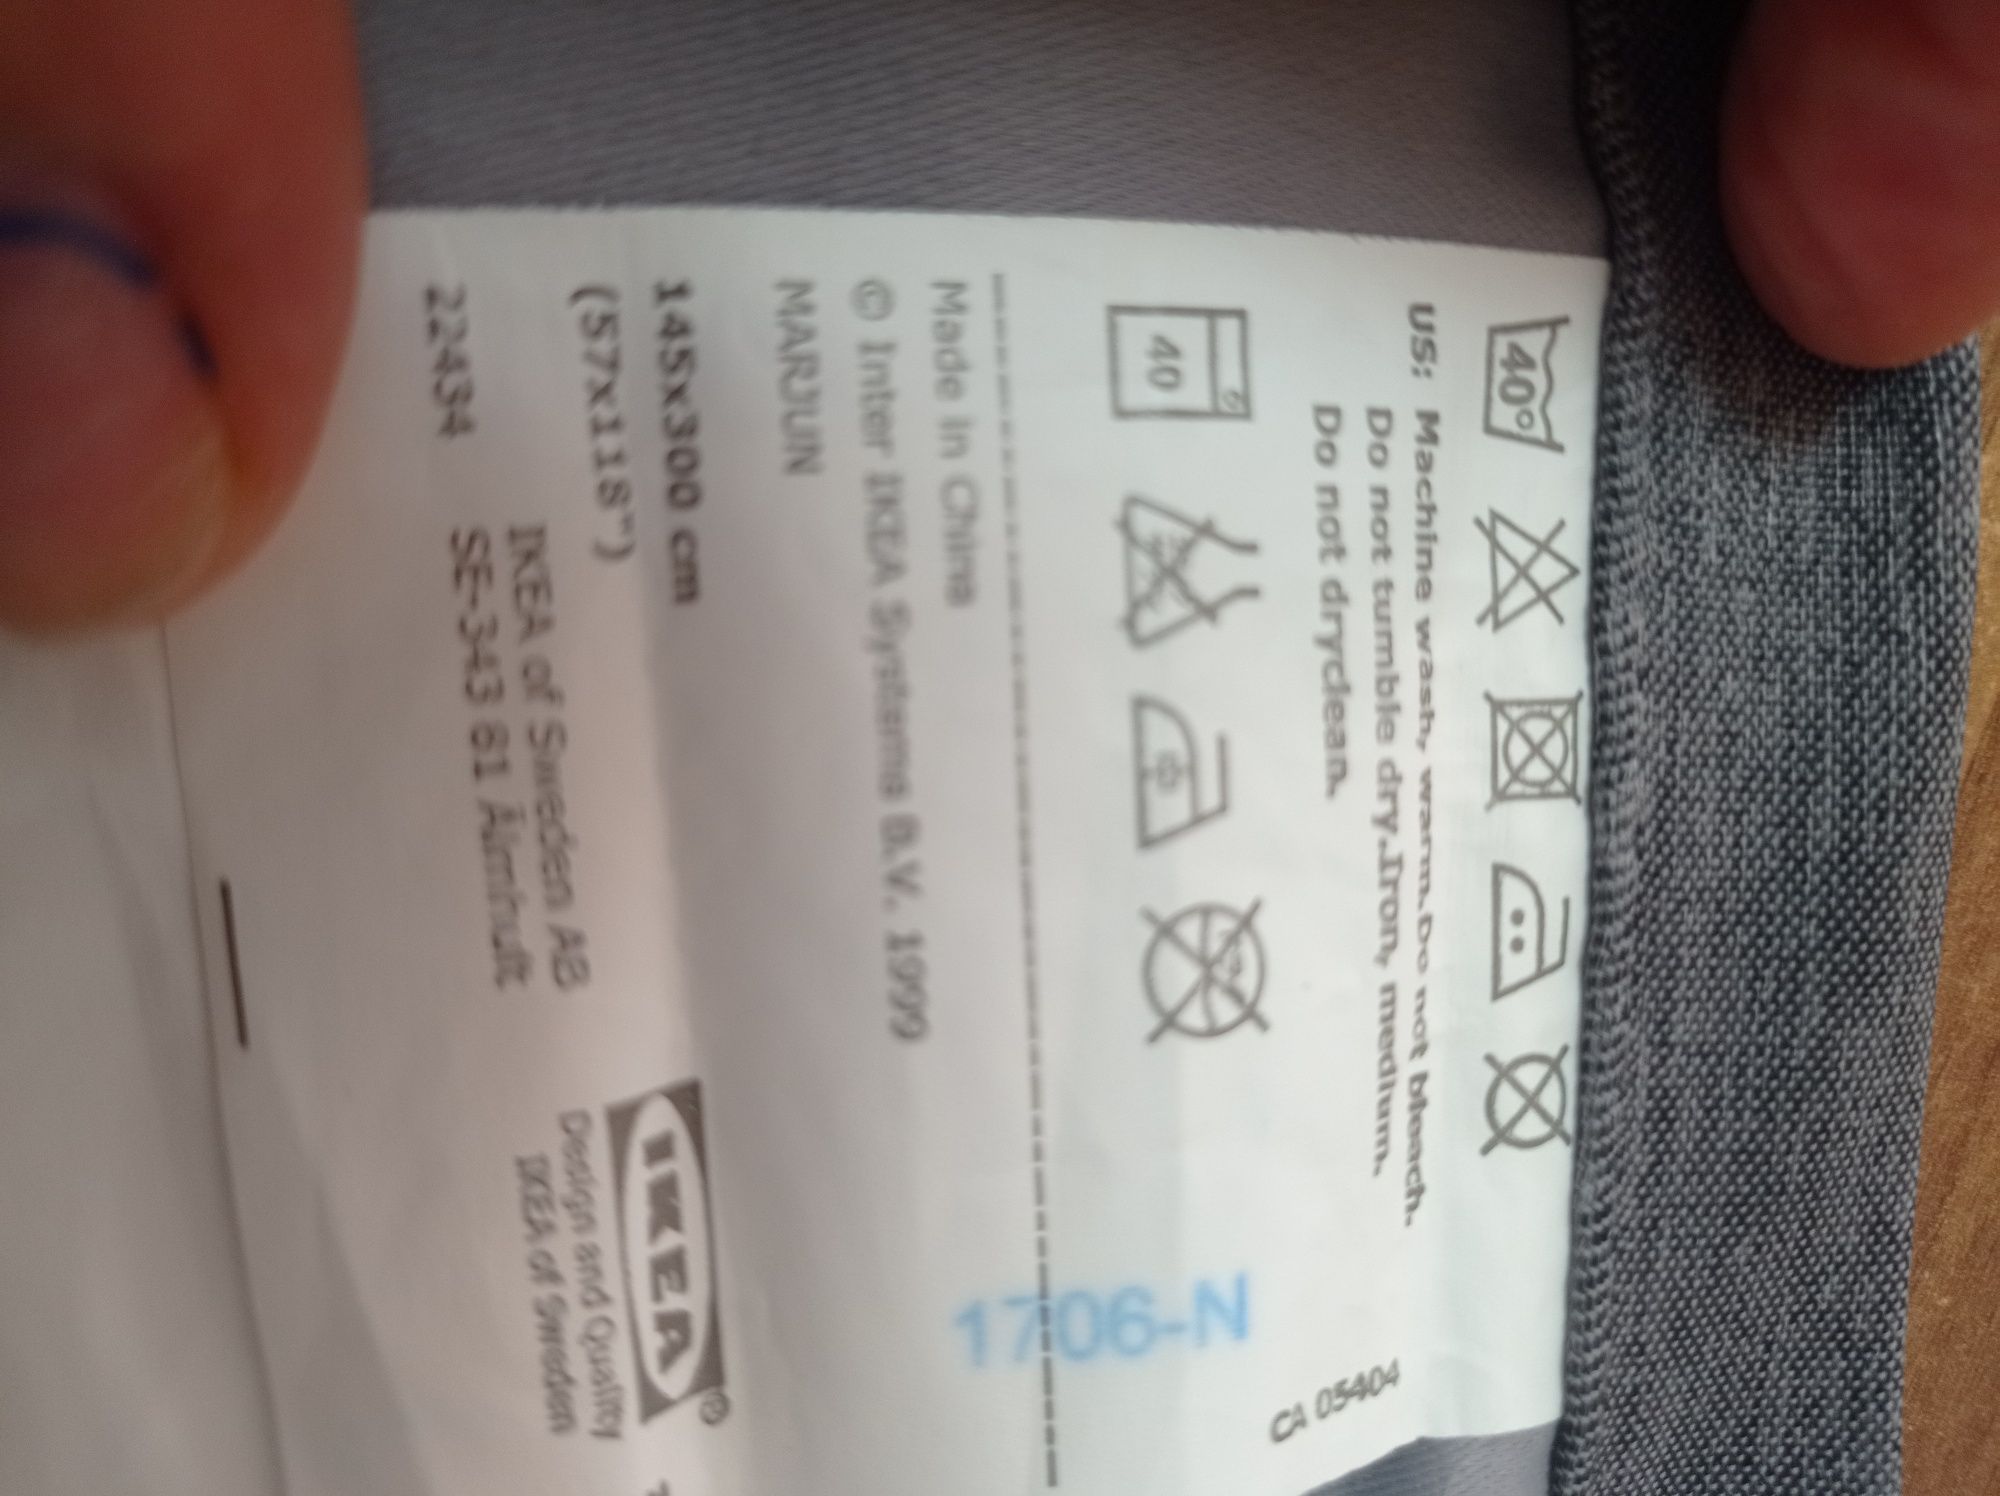 40°
US: Machine wash, warm.Do not bleach.
Do not tumble dry.Iron, medium.
Do not dryclean.
CA 05404
40
1706-N
Made in China
© Inter IKEA Systems B.V. 1999
MARJUN
145x300 cm
(57x118")
IKEA®
Design and Quality
IKEA of Sweden
IKEA of Sweden AB
22434 SE-343 81 Älmhult